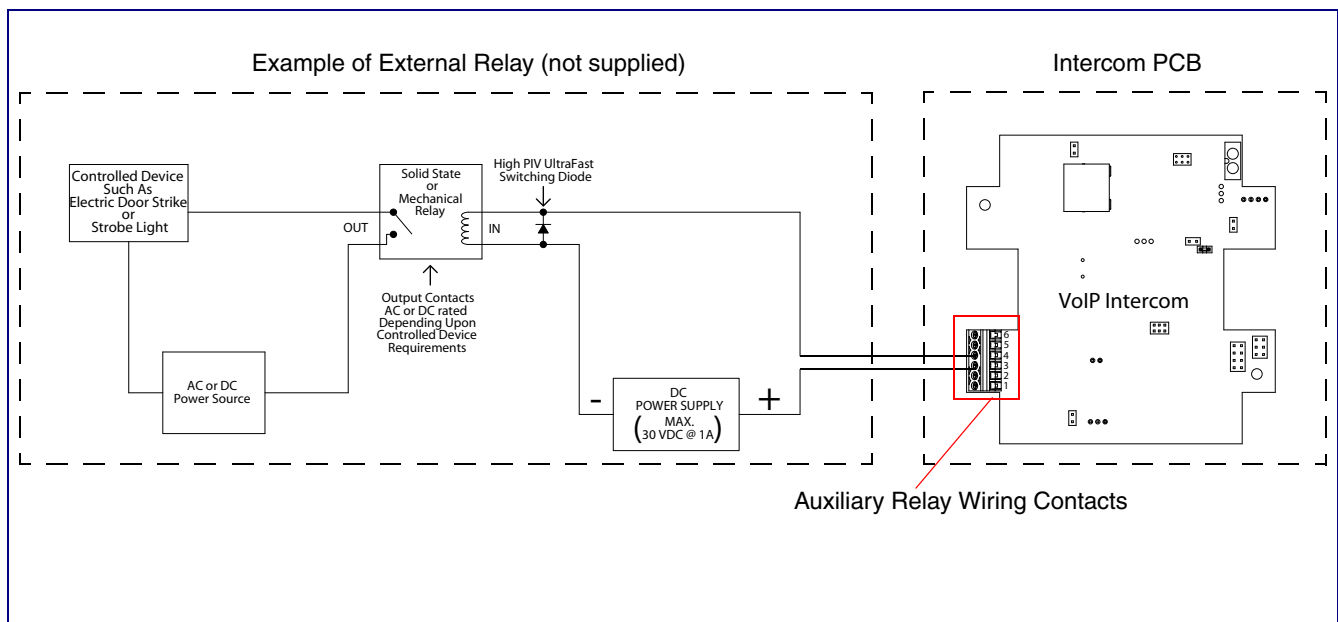 Example of External Relay (not supplied)
Intercom PCB
Controlled Device
Such As
Electric Door Strike
or
Strobe Light
Solid State
or
Mechanical
Relay
OUT
IN
High PIV UltraFast
Switching Diode
Output Contacts
AC or DC rated
Depending Upon
Controlled Device
Requirements
AC or DC
Power Source
-
DC
POWER SUPPLY
(MAX.
30 VDC @ 1A)
+
VoIP Intercom
6
5
4
3
2
1
Auxiliary Relay Wiring Contacts